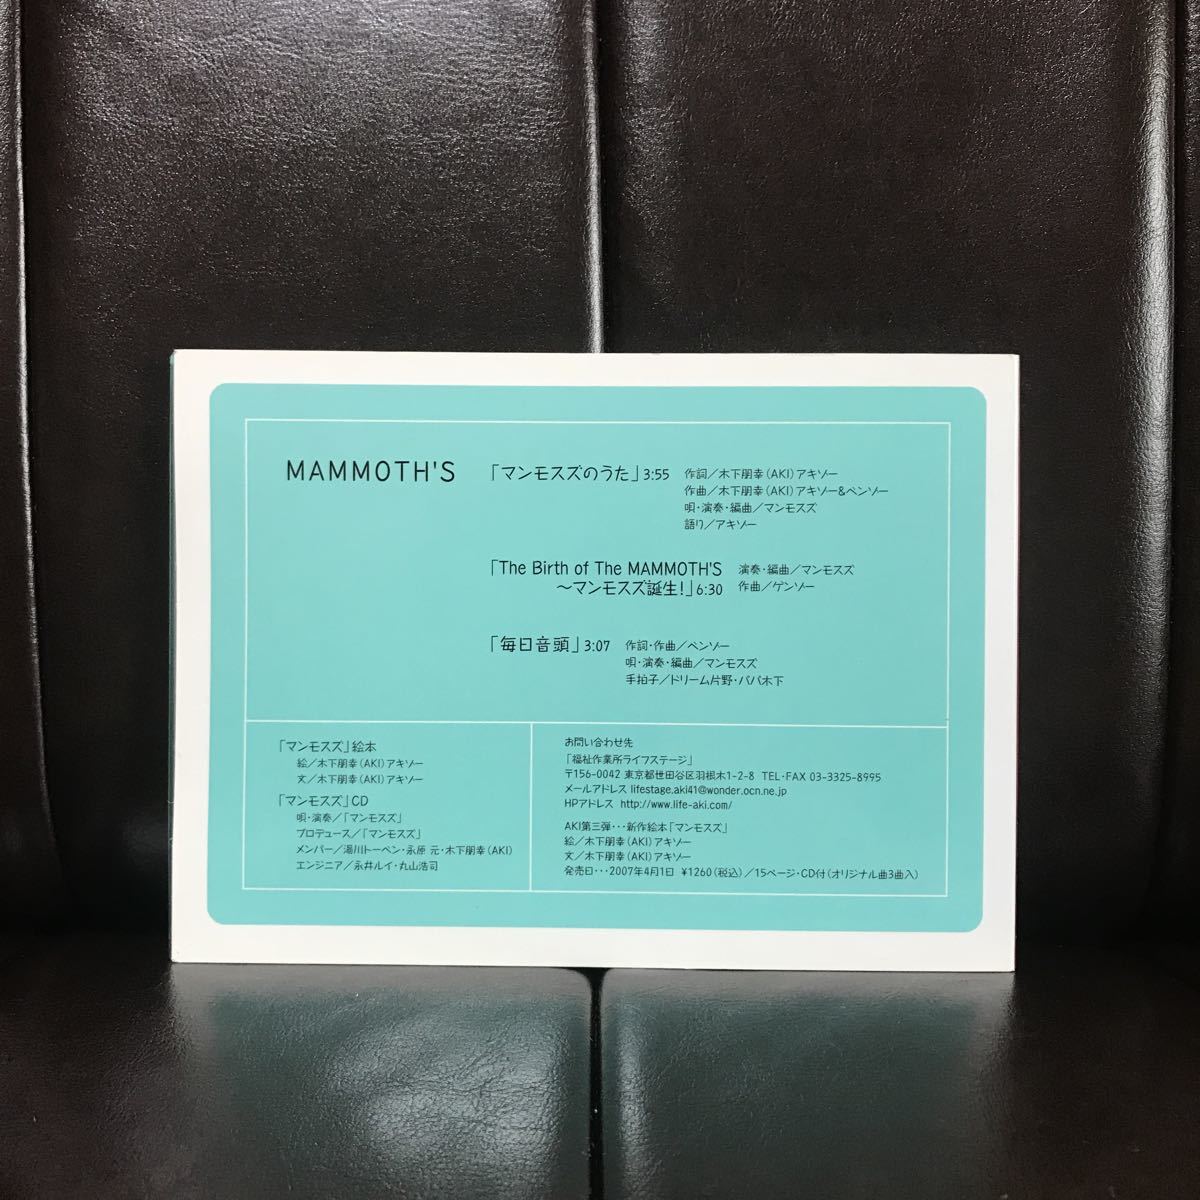 MAMMOTH'S
「マンモスズのうた」3:55
作詞／木下朋幸(AKI)アキゾー
作曲／木下朋幸(AKI)アキゾー&ペンゾー
唄・演奏・編曲／マンモスズ
語り／アキゾー
「The Birth of The MAMMOTH'S
～マンモスズ誕生!」6:30
演奏・編曲／マンモスズ
作曲／ゲンゾー
「毎日音頭」3:07
作詞・作曲／ペンゾー
唄・演奏・編曲／マンモスズ
手拍子／ドリーム片野・パパ木下
「マンモスズ」絵本
絵／木下朋幸(AKI)アキゾー
文／木下朋幸(AKI)アキゾー
「マンモスズ」CD
唄・演奏／「マンモスズ」
プロデュース／「マンモスズ」
メンバー／湯川トーベン・永原 元・木下朋幸(AKI)
エンジニア／永井ルイ・丸山浩司
お問い合わせ先
「福祉作業所ライフステージ」
〒156-0042 東京都世田谷区羽根木1-2-8 TEL・FAX 03-3325-8995
メールアドレス lifestage.aki41@wonder.ocn.ne.jp
HPアドレス http://www.life-aki.com/
AKI第三弾・・・新作絵本「マンモスズ」
絵／木下朋幸(AKI)アキゾー
文／木下朋幸(AKI)アキゾー
発売日・・・2007年4月1日 ¥1260(税込)／15ページ・CD付(オリジナル曲3曲入)